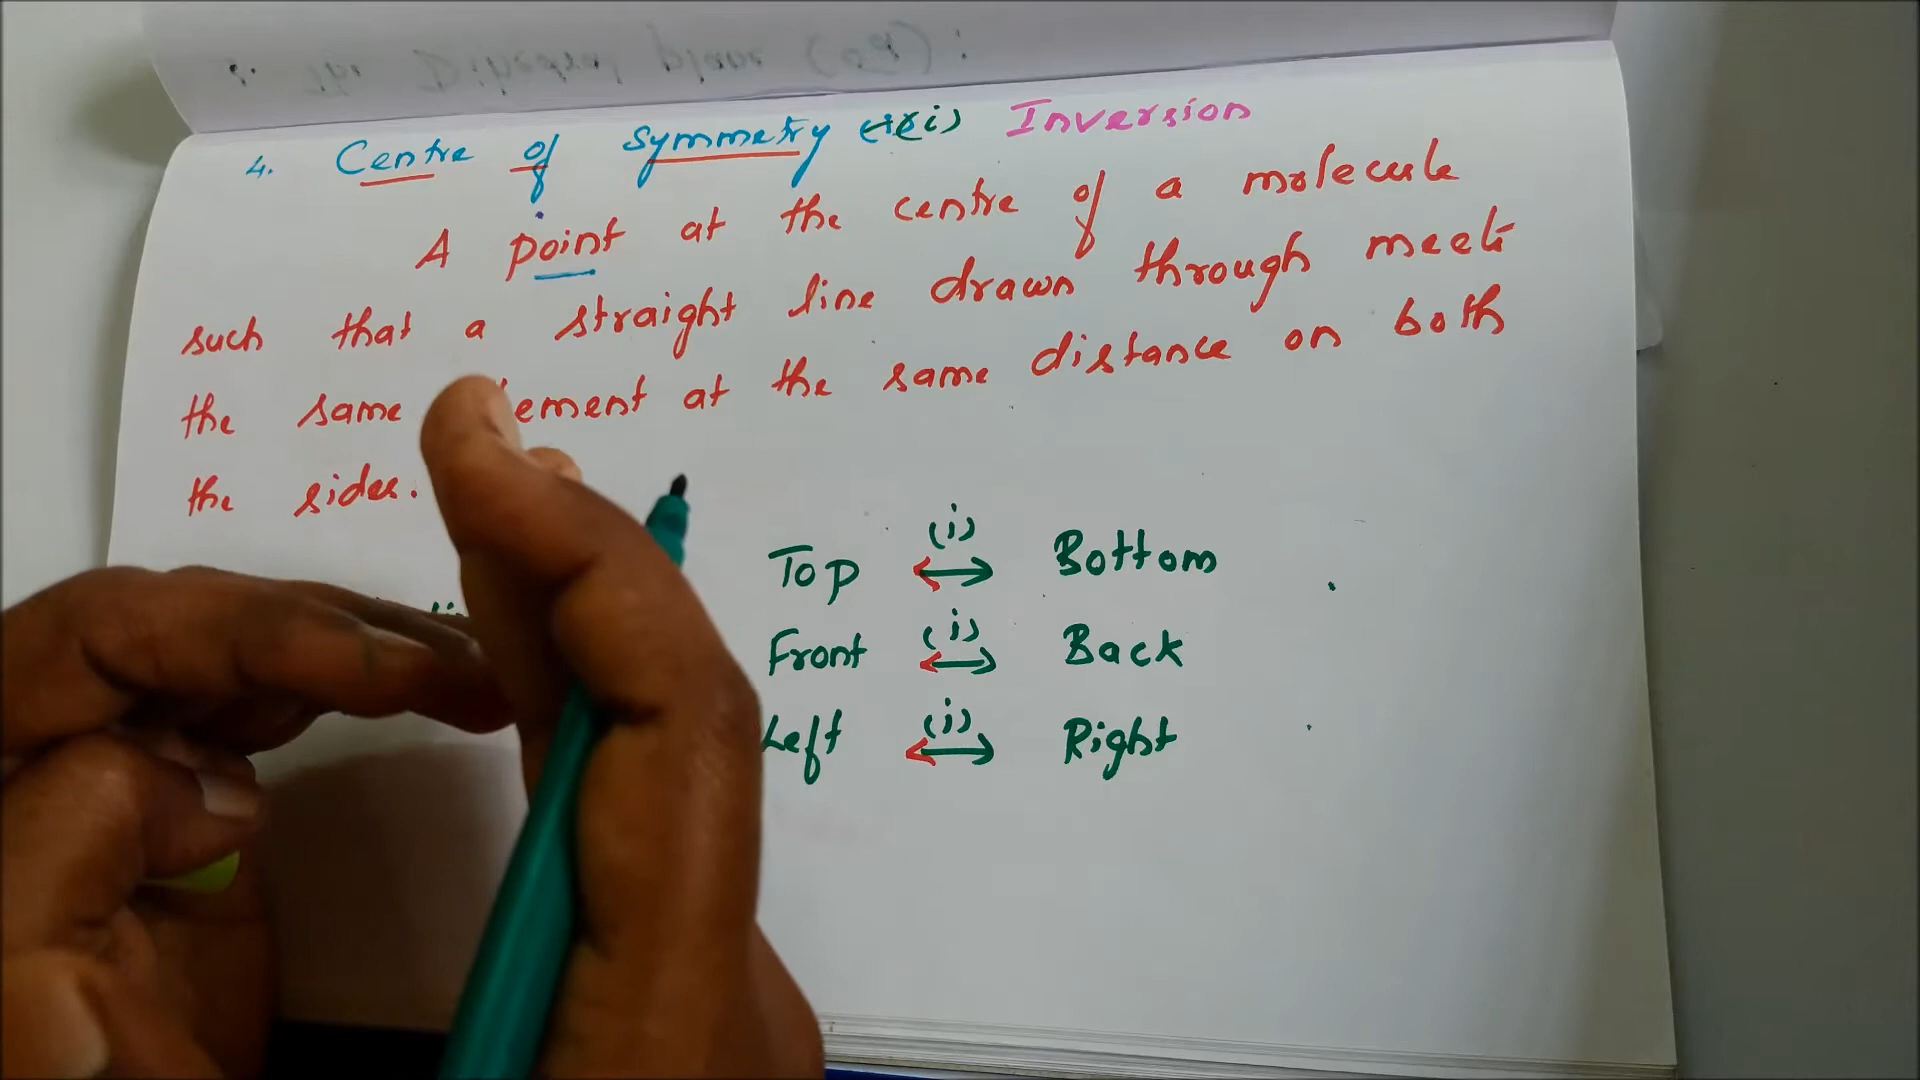 4. Centre of Symmetry (i) Inversion
A point at the centre of a molecule
such that a straight line drawn through meets
the same element at the same distance on both
the sides.
Top (i) Bottom
Front (i) Back
Left (i) Right